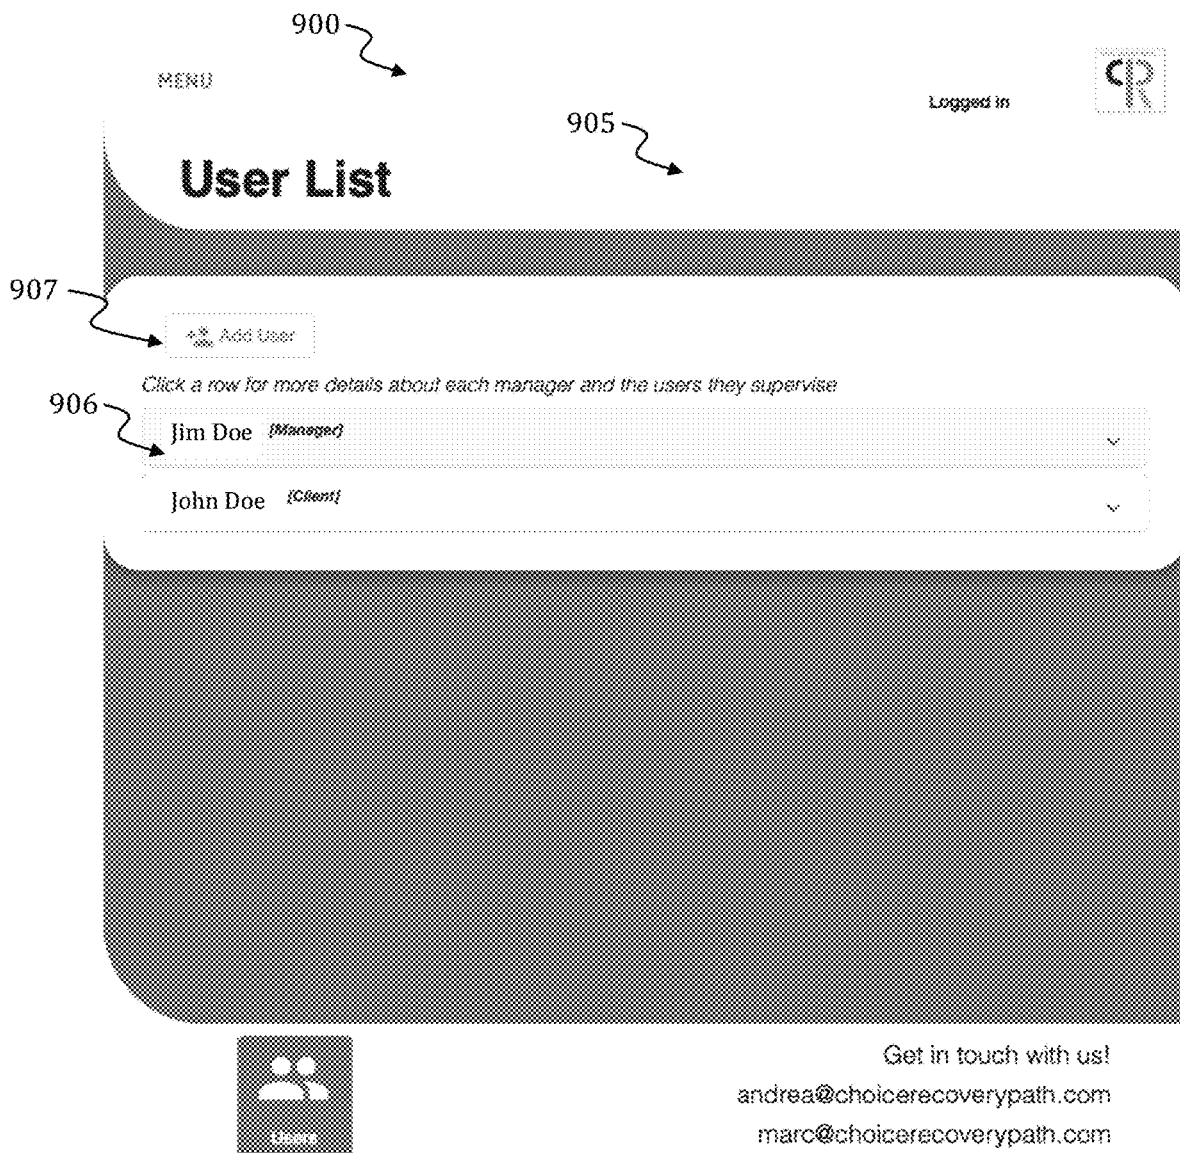 900
MENU
CR
Logged in
905
User List
907
Add User
Click a row for more details about each manager and the users they supervise
906
Jim Doe [Manager]
John Doe [Client]
Get in touch with us!
andrea@choicerecoverypath.com
Users
marc@choicerecoverypath.com